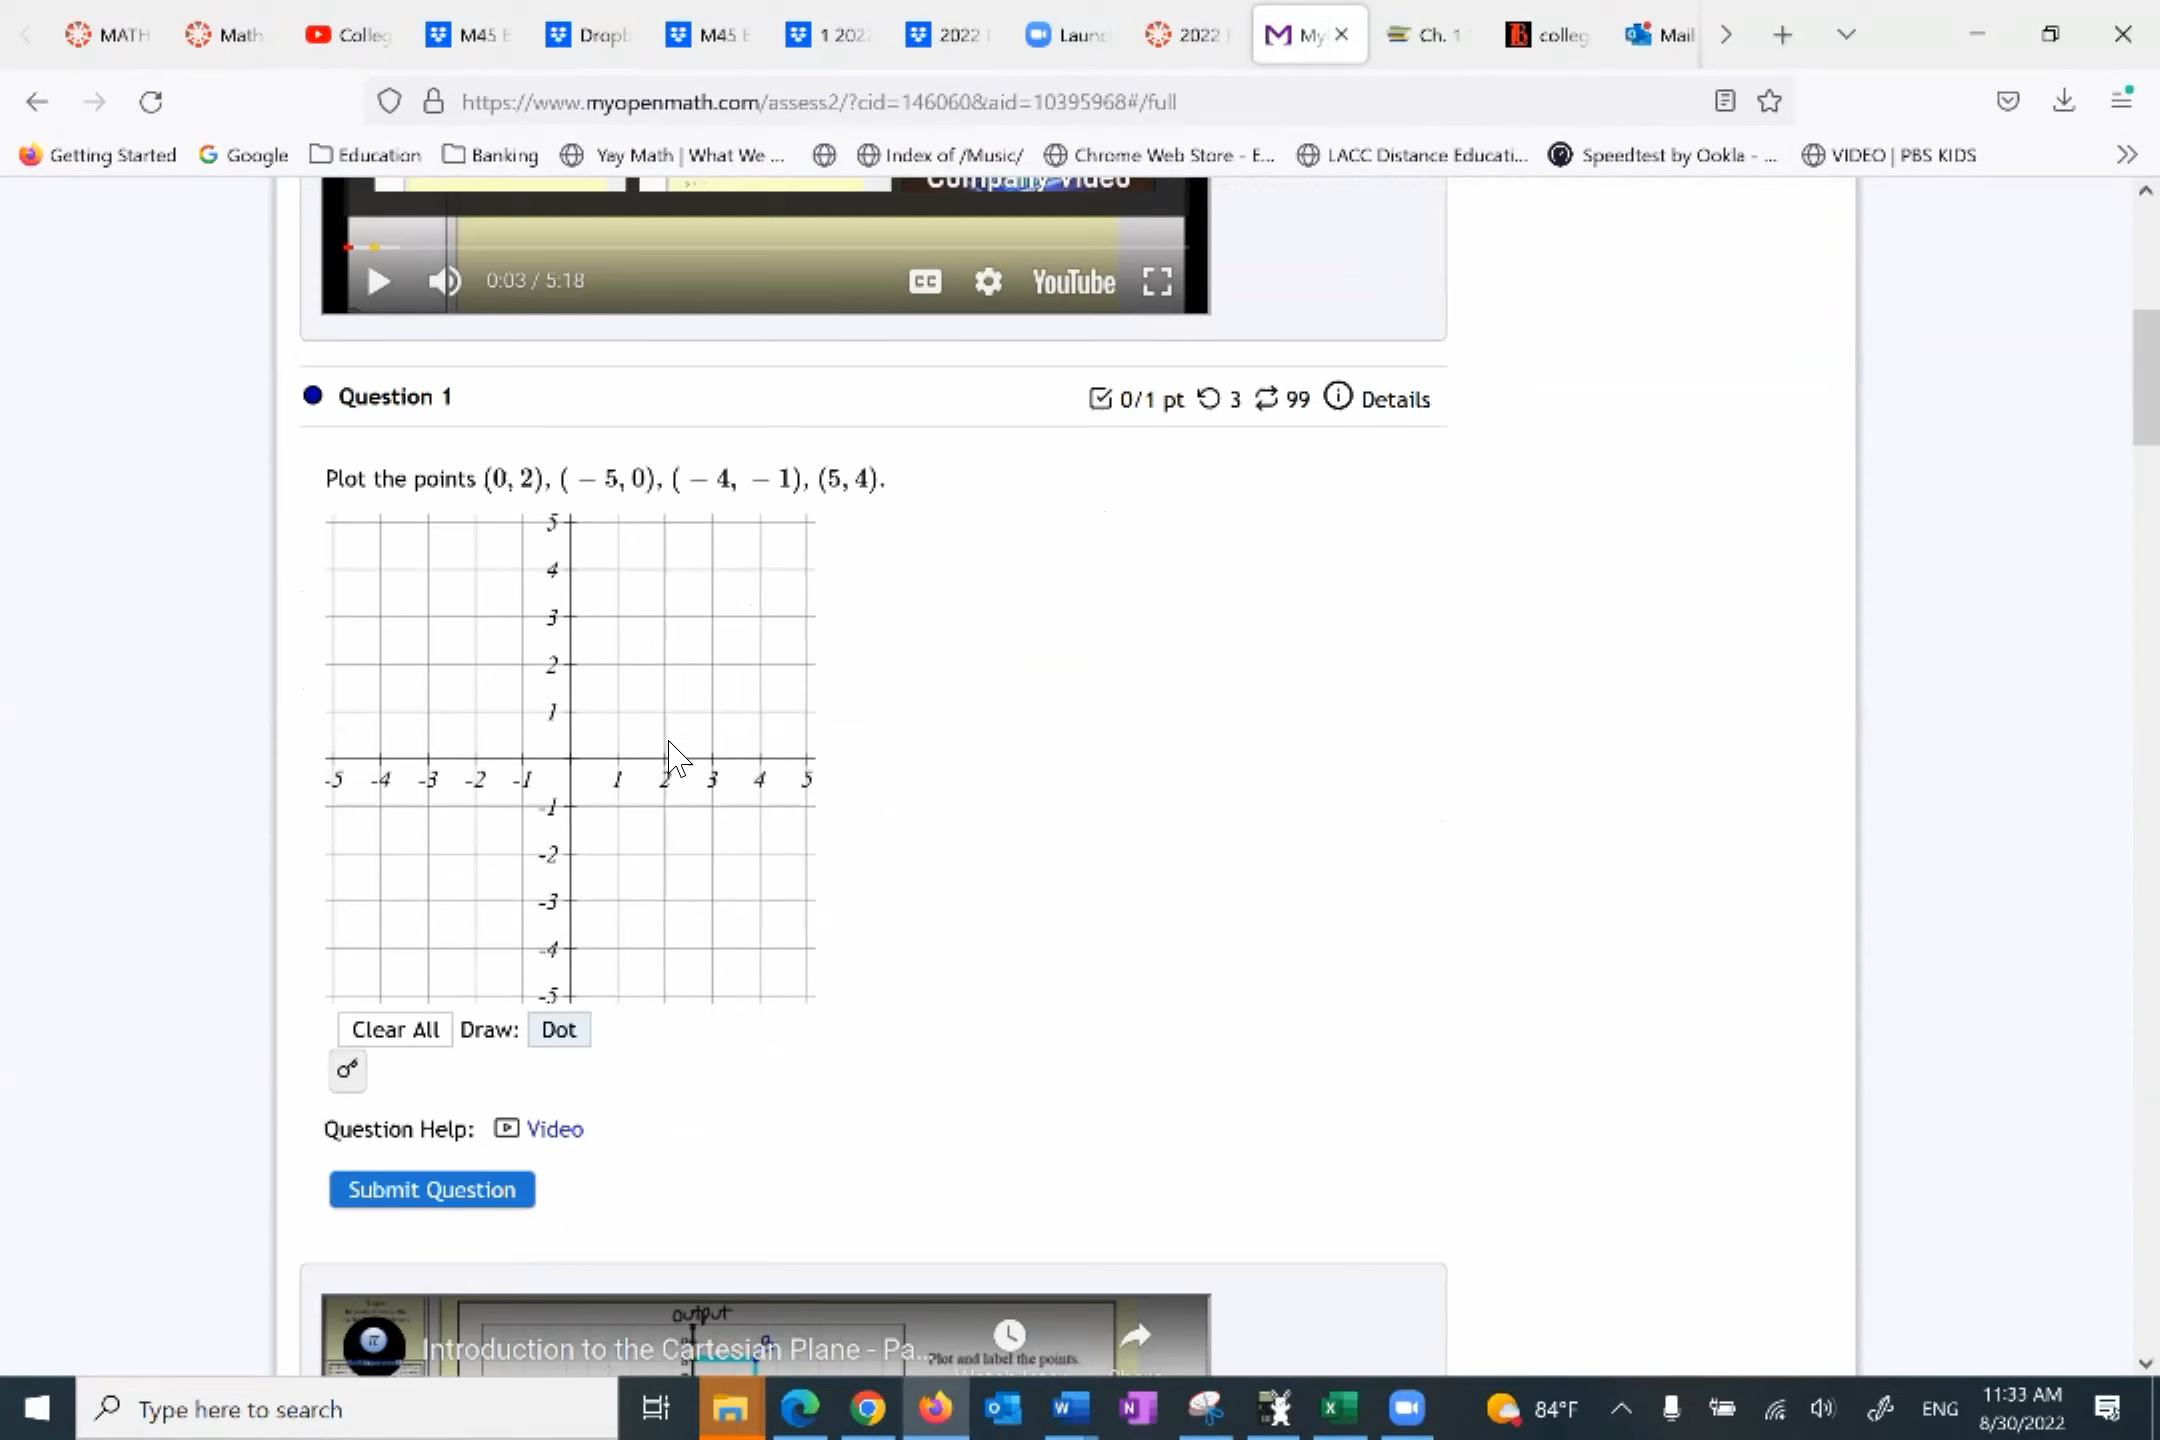 MATH
Math
Colleg
M45 E
Dropb
M45 E
1 202
2022
Launc
2022
My
Ch. 1
colleg
Mail
https://www.myopenmath.com/assess2/?cid=146060&aid=10395968#/full
Getting Started
Google
Education
Banking
Yay Math | What We ...
Index of /Music/
Chrome Web Store - E...
LACC Distance Educati...
Speedtest by Ookla - ...
VIDEO | PBS KIDS
Company Video
0:03 / 5:18
CC
YouTube
Question 1
0/1 pt 3 99 Details
Plot the points (0, 2), ( − 5, 0), ( − 4, − 1), (5, 4).
5
4
3
2
1
-5 -4 -3 -2 -1 1 2 3 4 5
-1
-2
-3
-4
-5
Clear All Draw: Dot
Question Help: Video
Submit Question
output
Introduction to the Cartesian Plane - Pa...
Plot and label the points.
Type here to search
84°F
ENG
11:33 AM
8/30/2022